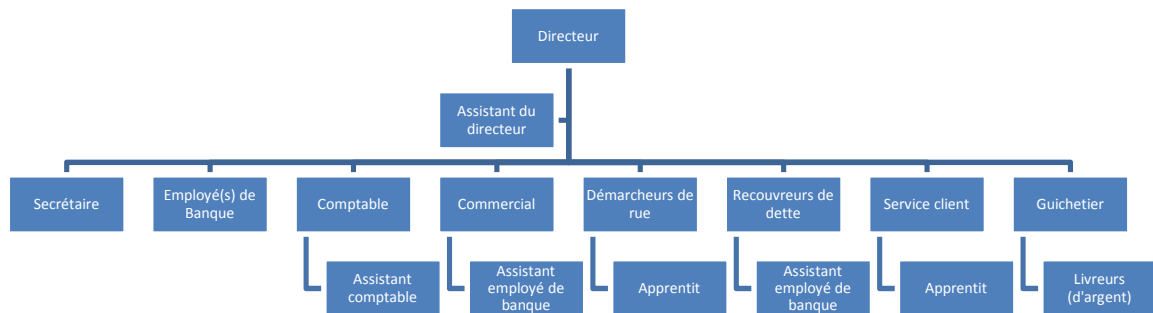 Directeur
Assistant du
directeur
Secrétaire
Employé(s) de
Banque
Comptable
Commercial
Démarcheurs de
rue
Recouvreurs de
dette
Service client
Guichetier
Assistant
comptable
Assistant
employé de
banque
Apprentit
Assistant
employé de
banque
Apprentit
Livreurs
(d'argent)